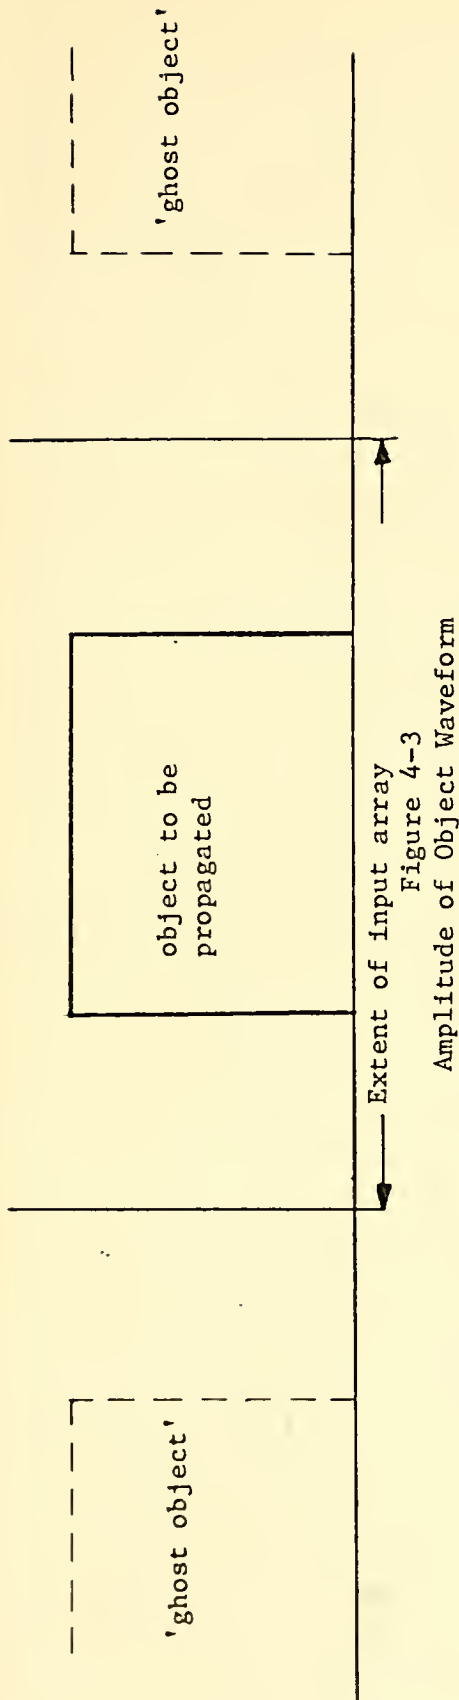 'ghost object'
object to be
propagated
'ghost object'
Extent of input array
Figure 4-3
Amplitude of Object Waveform